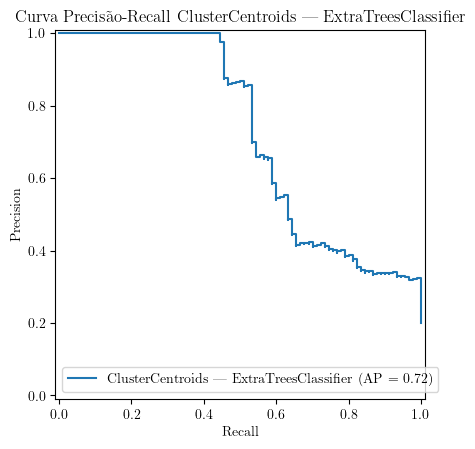 Curva Precisão-Recall ClusterCentroids — ExtraTreesClassifier
1.0
0.8
0.6
0.4
0.2
0.0
Precision
ClusterCentroids — ExtraTreesClassifier (AP = 0.72)
0.0 0.2 0.4 0.6 0.8 1.0
Recall